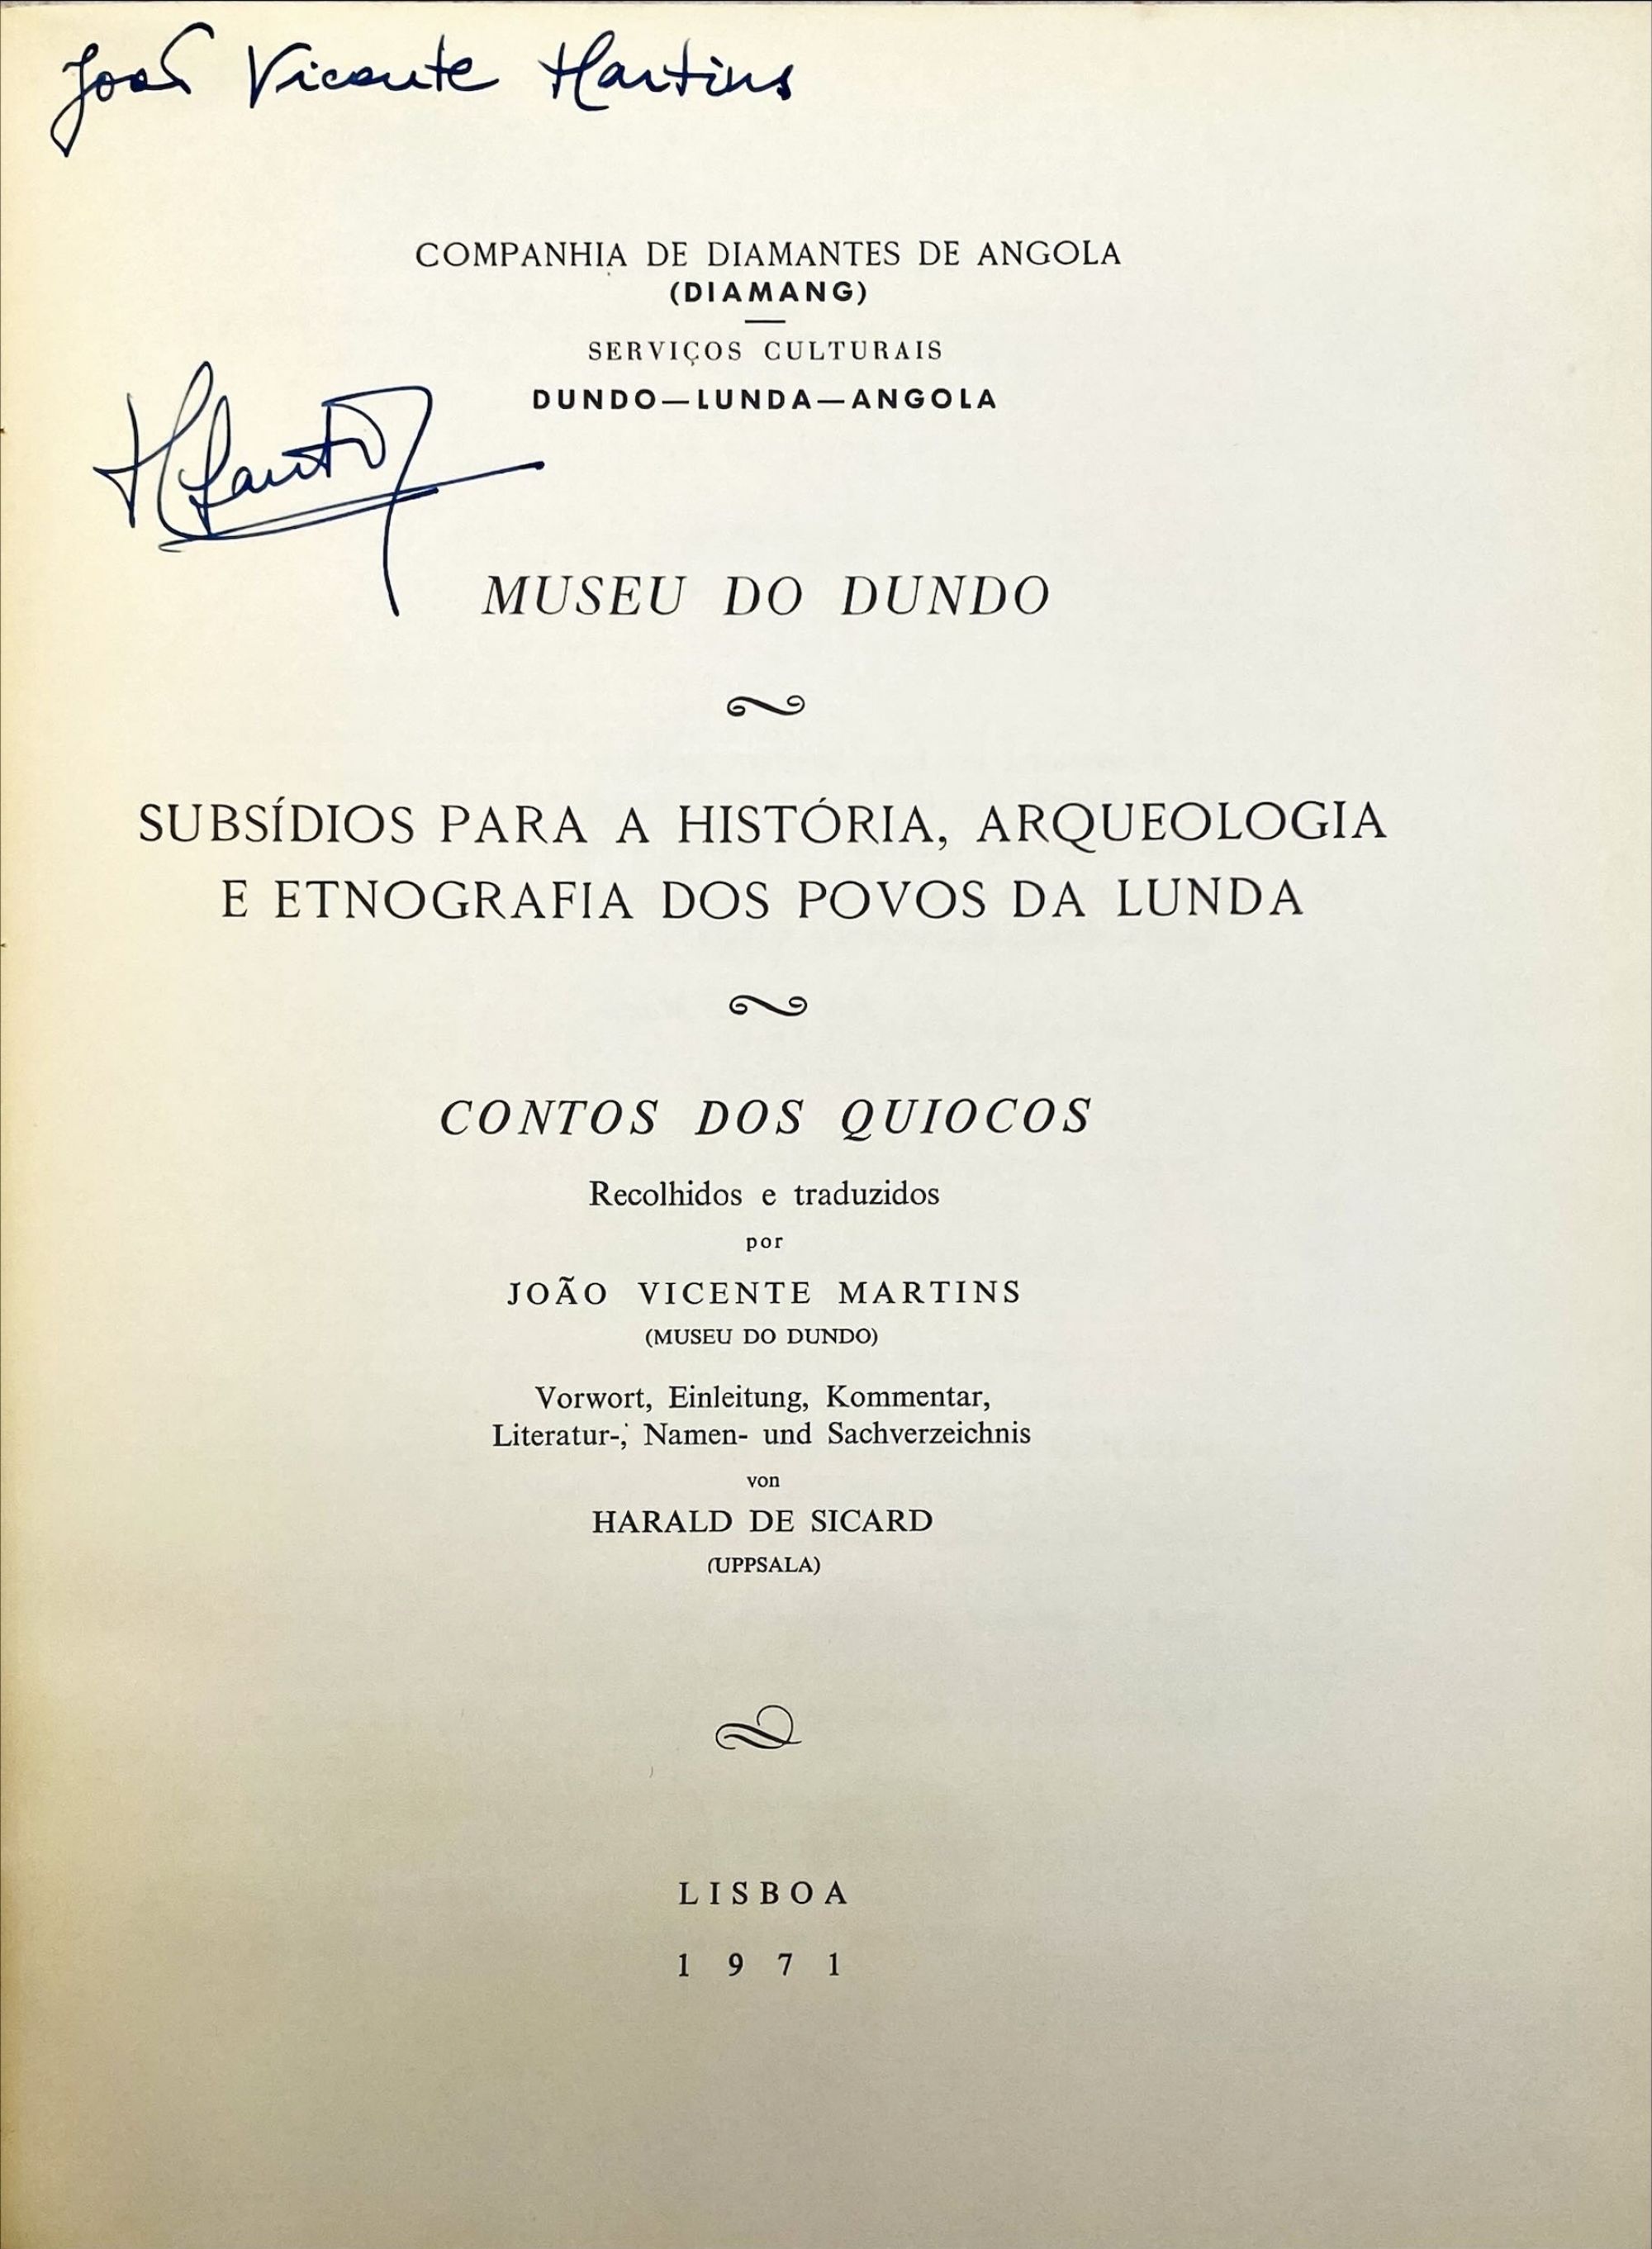 João Vicente Martins
COMPANHIA DE DIAMANTES DE ANGOLA
(DIAMANG)
SERVIÇOS CULTURAIS
DUNDO—LUNDA—ANGOLA
MUSEU DO DUNDO
SUBSÍDIOS PARA A HISTÓRIA, ARQUEOLOGIA
E ETNOGRAFIA DOS POVOS DA LUNDA
CONTOS DOS QUIOCOS
Recolhidos e traduzidos
por
JOÃO VICENTE MARTINS
(MUSEU DO DUNDO)
Vorwort, Einleitung, Kommentar,
Literatur-, Namen- und Sachverzeichnis
von
HARALD DE SICARD
(UPPSALA)
LISBOA
1971